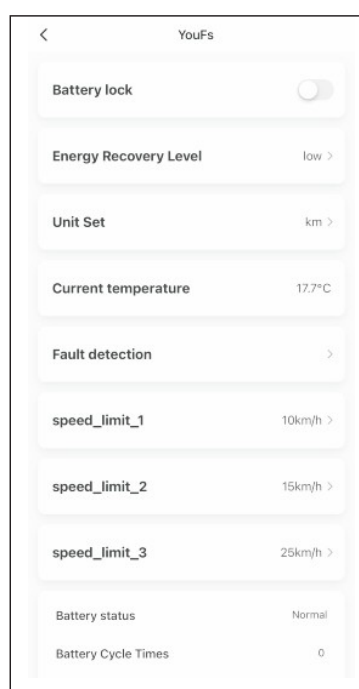 YouFs
Battery lock
Energy Recovery Level low
Unit Set km
Current temperature 17.7°C
Fault detection
speed_limit_1 10km/h
speed_limit_2 15km/h
speed_limit_3 25km/h
Battery status Normal
Battery Cycle Times 0